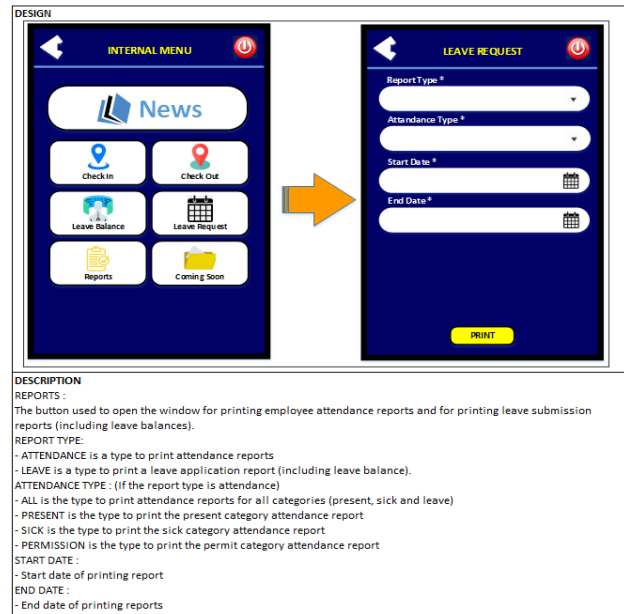 DESIGN
INTERNAL MENU
News
Check In
Check Out
Leave Balance
Leave Request
Reports
Coming Soon
LEAVE REQUEST
Report Type *
Attandance Type *
Start Date *
End Date *
PRINT
DESCRIPTION
REPORTS :
The button used to open the window for printing employee attendance reports and for printing leave submission
reports (including leave balances).
REPORT TYPE:
- ATTENDANCE is a type to print attendance reports
- LEAVE is a type to print a leave application report (including leave balance).
ATTENDANCE TYPE : (If the report type is attendance)
- ALL is the type to print attendance reports for all categories (present, sick and leave)
- PRESENT is the type to print the present category attendance report
- SICK is the type to print the sick category attendance report
- PERMISSION is the type to print the permit category attendance report
START DATE :
- Start date of printing report
END DATE :
- End date of printing reports